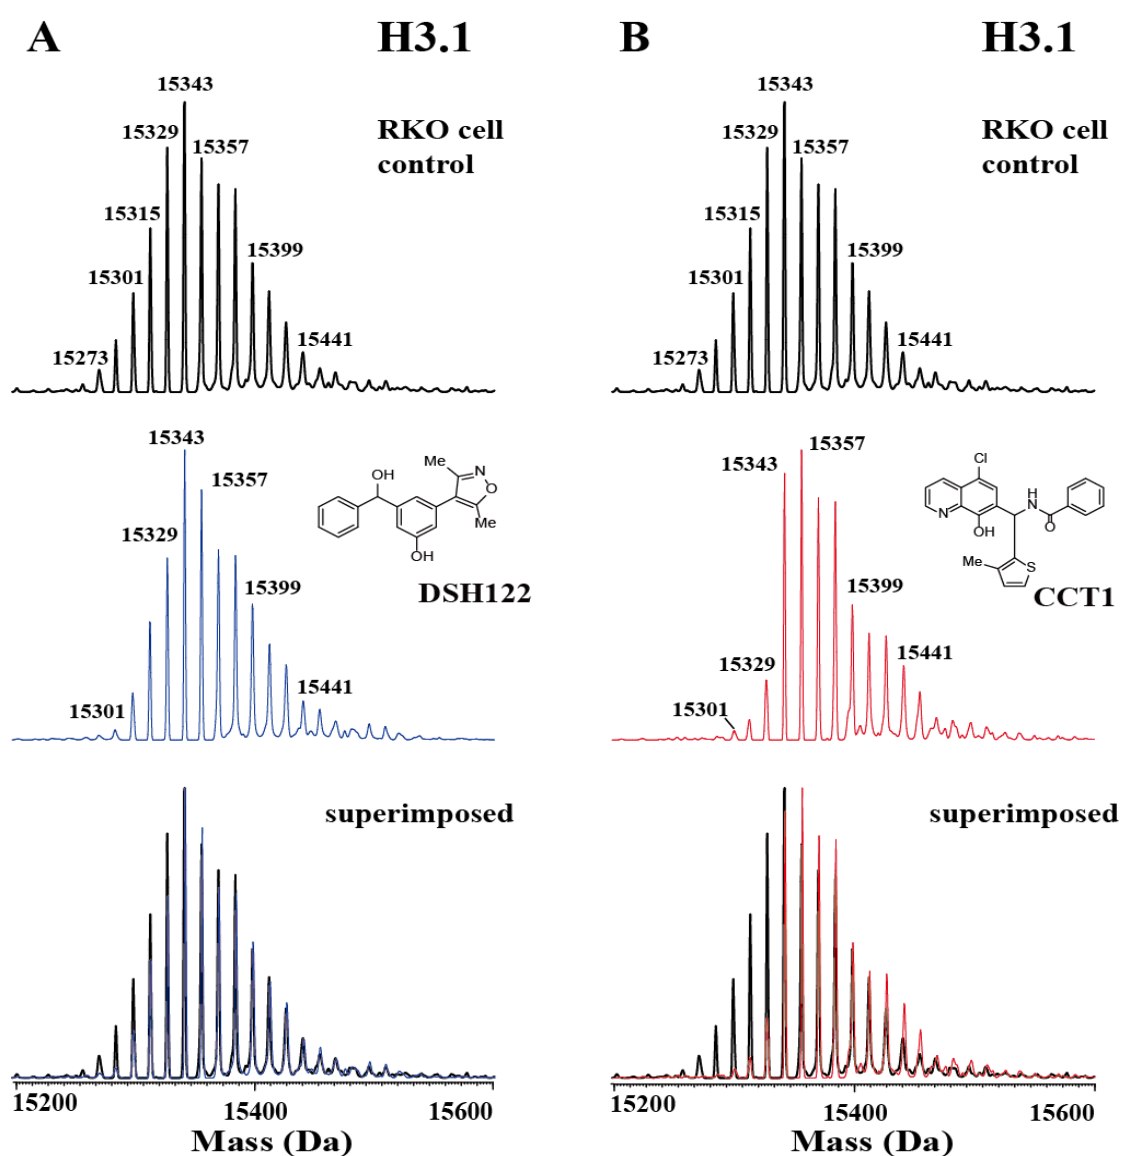 A
H3.1
15343
15329
15357
RKO cell
control
15315
15399
15301
15441
15273
15343
15357
15329
15399
15301
15441
Me
N
O
Me
OH
OH
DSH122
superimposed
15200
15400
15600
Mass (Da)
B
H3.1
15343
15329
15357
RKO cell
control
15315
15399
15301
15441
15273
15357
15343
15399
15329
15441
15301
Cl
H
N
N
OH
O
Me
S
CCT1
superimposed
15200
15400
15600
Mass (Da)